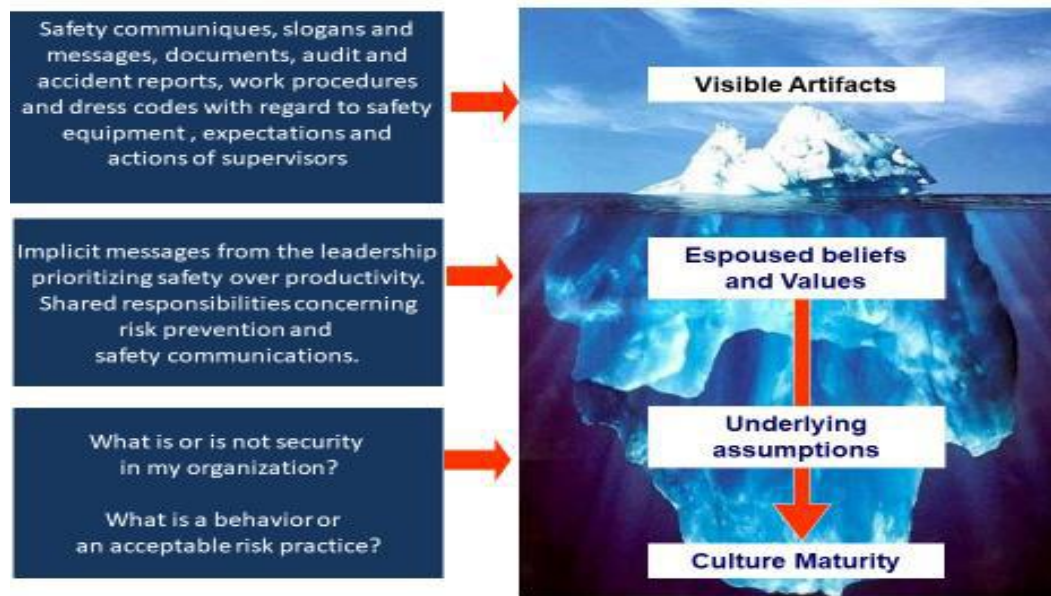 Safety communiques, slogans and
messages, documents, audit and
accident reports, work procedures
and dress codes with regard to safety
equipment , expectations and
actions of supervisors
Visible Artifacts
Implicit messages from the leadership
prioritizing safety over productivity.
Shared responsibilities concerning
risk prevention and
safety communications.
Espoused beliefs
and Values
What is or is not security
in my organization?
What is a behavior or
an acceptable risk practice?
Underlying
assumptions
Culture Maturity